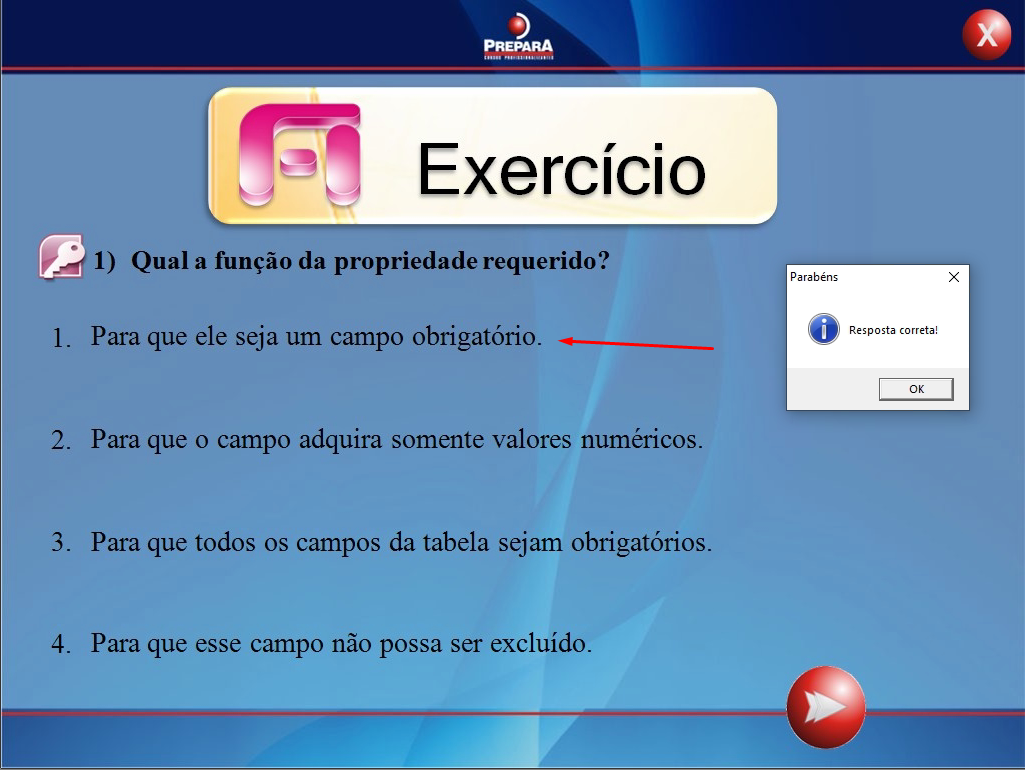 PREPARA
CURSOS PROFISSIONALIZANTES
X
Exercício
1) Qual a função da propriedade requerido?
Parabéns
Resposta correta!
OK
1. Para que ele seja um campo obrigatório.
2. Para que o campo adquira somente valores numéricos.
3. Para que todos os campos da tabela sejam obrigatórios.
4. Para que esse campo não possa ser excluído.